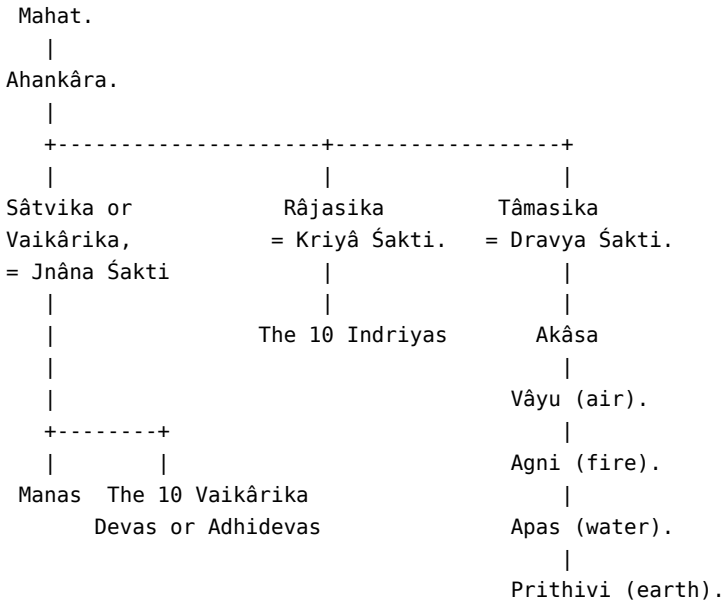 Mahat.
|
Ahankâra.
|
+---------------------+------------------+
| | |
Sâtvika or Râjasika Tâmasika
Vaikârika, = Kriyâ Śakti. = Dravya Śakti.
= Jnâna Śakti | |
| | |
| The 10 Indriyas Akâsa
| |
| Vâyu (air).
+--------+ |
| | Agni (fire).
Manas The 10 Vaikârika |
Devas or Adhidevas Apas (water).
|
Prithivi (earth).